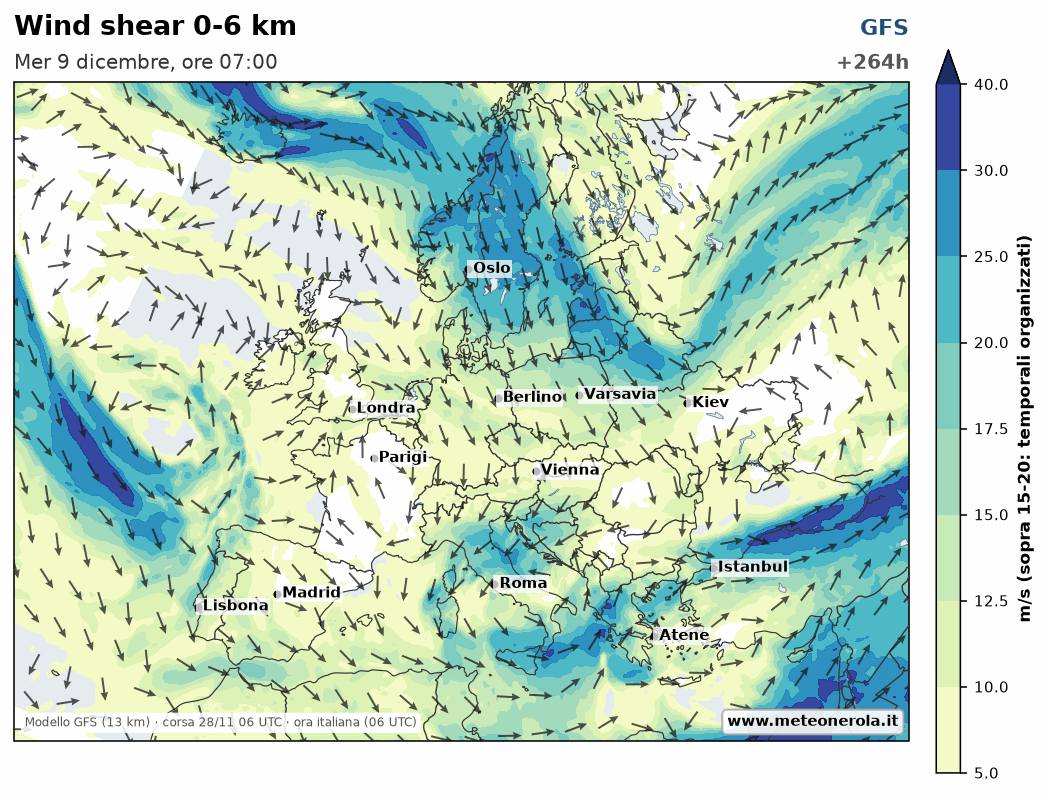 Wind shear 0-6 km
GFS
Mer 9 dicembre, ore 07:00
+264h
40.0
30.0
25.0
20.0
17.5
15.0
12.5
10.0
5.0
m/s (sopra 15-20: temporali organizzati)
Oslo
Londra
Berlino
Varsavia
Kiev
Parigi
Vienna
Istanbul
Roma
Madrid
Lisbona
Atene
Modello GFS (13 km) · corsa 28/11 06 UTC · ora italiana (06 UTC)
www.meteonerola.it